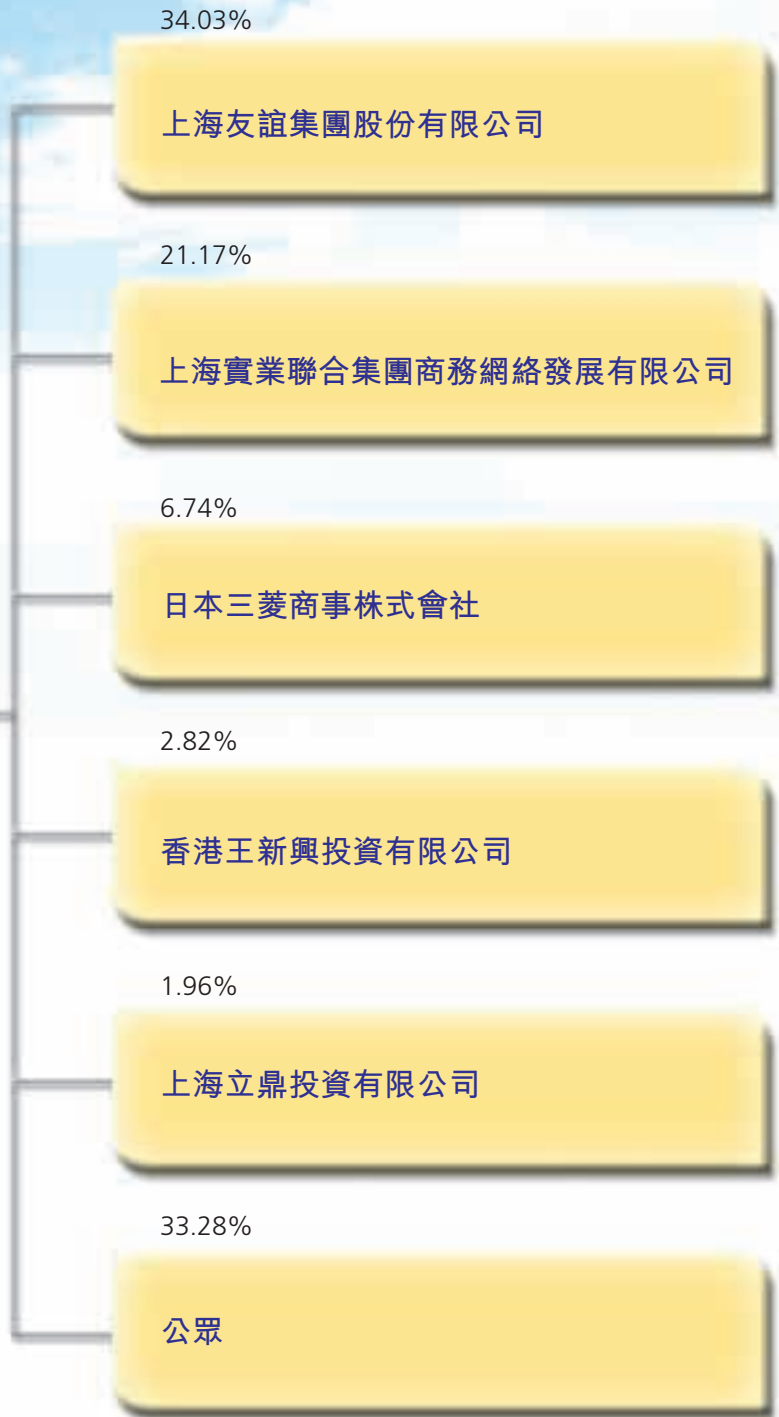 34.03%
上海友誼集團股份有限公司
21.17%
上海實業聯合集團商務網絡發展有限公司
6.74%
日本三菱商事株式會社
2.82%
香港王新興投資有限公司
1.96%
上海立鼎投資有限公司
33.28%
公眾